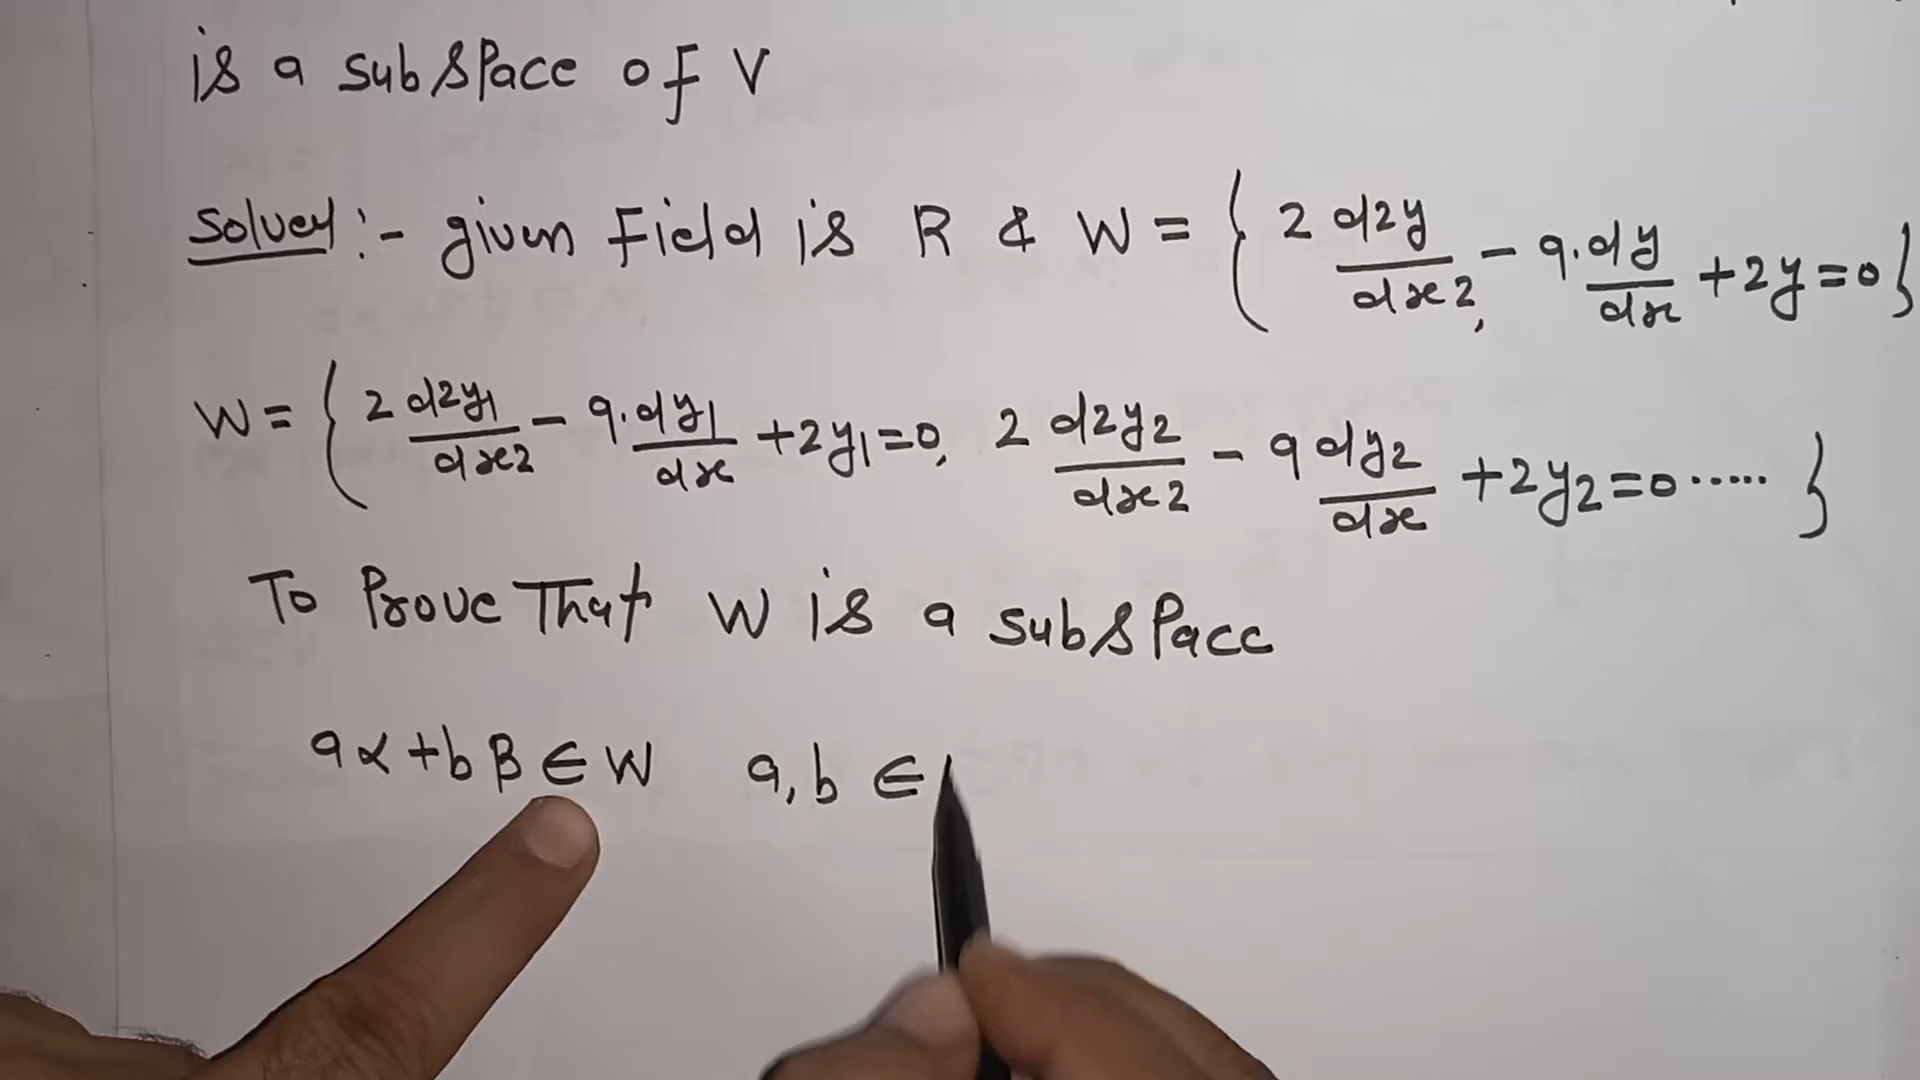 is a subspace of V
Solved :- given Field is R & W = { 2 d2y/dx2, - 9.dy/dx +2y=0 }
W = { 2 d2y1/dx2 - 9.dy1/dx +2y1=0, 2 d2y2/dx2 - 9 dy2/dx +2y2=0 ..... }
To Prove That W is a subspace
aα+bβ∈W a,b ∈